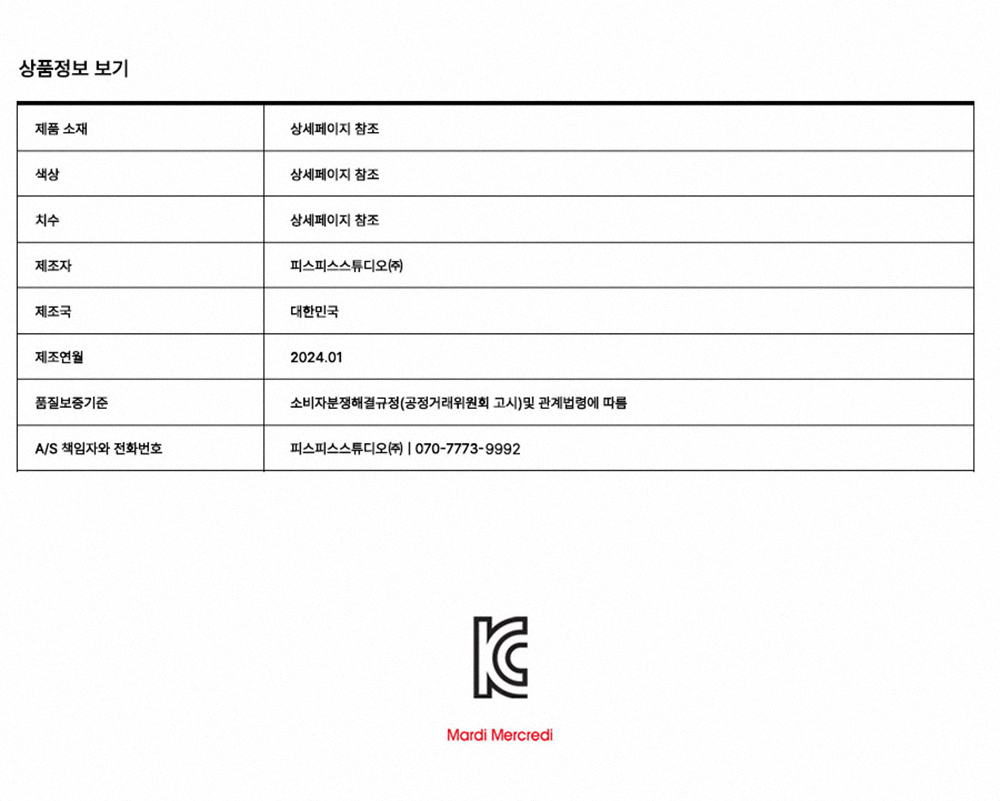 상품정보 보기
제품 소재 상세페이지 참조
색상 상세페이지 참조
치수 상세페이지 참조
제조자 피스피스스튜디오㈜
제조국 대한민국
제조연월 2024.01
품질보증기준 소비자분쟁해결규정(공정거래위원회 고시)및 관계법령에 따름
A/S 책임자와 전화번호 피스피스스튜디오㈜ | 070-7773-9992
KC
Mardi Mercredi